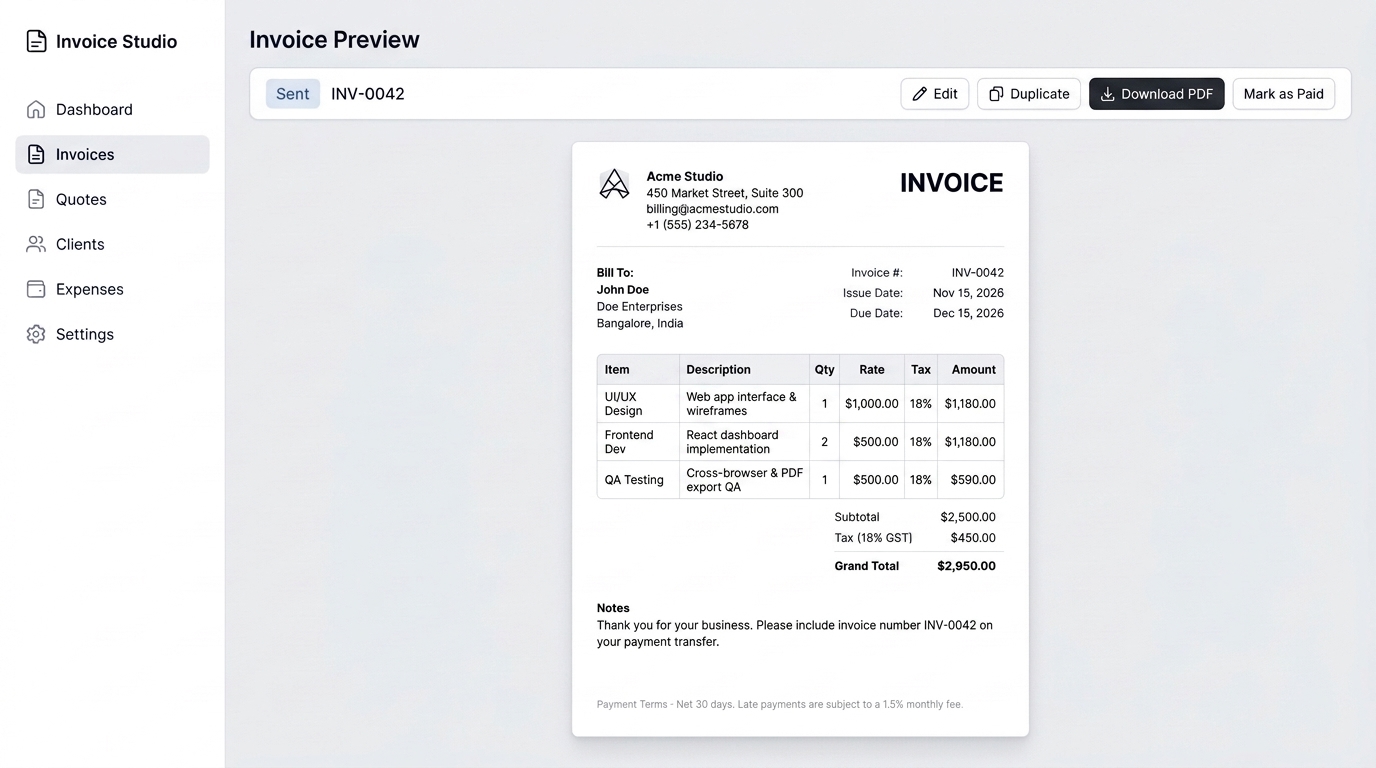 Invoice Studio
Dashboard
Invoices
Quotes
Clients
Expenses
Settings
Invoice Preview
Sent INV-0042 Edit Duplicate Download PDF Mark as Paid
Acme Studio
450 Market Street, Suite 300
billing@acmestudio.com
+1 (555) 234-5678
INVOICE
Bill To:
John Doe
Doe Enterprises
Bangalore, India
Invoice #: INV-0042
Issue Date: Nov 15, 2026
Due Date: Dec 15, 2026
Item Description Qty Rate Tax Amount
UI/UX
Design
Web app interface &
wireframes
1 $1,000.00 18% $1,180.00
Frontend
Dev
React dashboard
implementation
2 $500.00 18% $1,180.00
QA Testing
Cross-browser & PDF
export QA
1 $500.00 18% $590.00
Subtotal $2,500.00
Tax (18% GST) $450.00
Grand Total $2,950.00
Notes
Thank you for your business. Please include invoice number INV-0042 on
your payment transfer.
Payment Terms - Net 30 days. Late payments are subject to a 1.5% monthly fee.